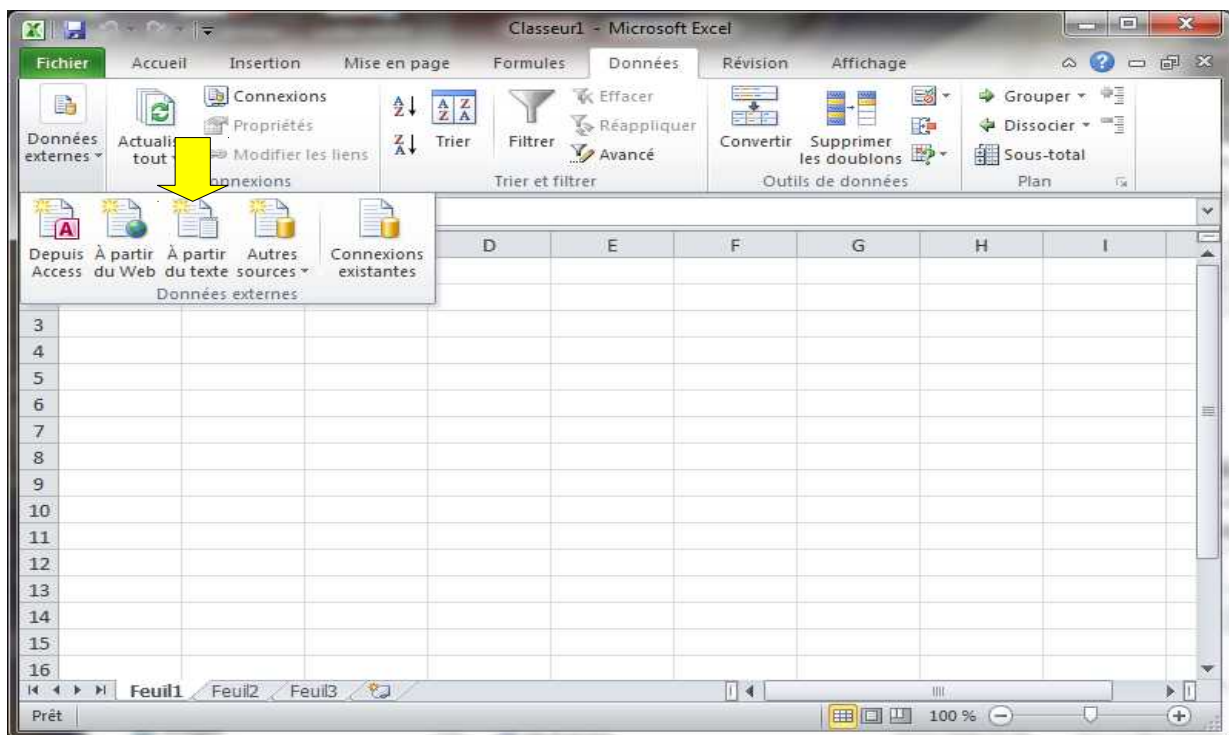 Classeur1 - Microsoft Excel
Fichier Accueil Insertion Mise en page Formules Données Révision Affichage
Connexions Effacer Grouper
Propriétés Réappliquer Dissocier
Données externes Trier Filtrer Convertir Supprimer les doublons
tout Modifier les liens Avancé Sous-total
Trier et filtrer Outils de données Plan
Depuis Access À partir du Web À partir du texte Autres sources Connexions existantes
Données externes
D E F G H I
3
4
5
6
7
8
9
10
11
12
13
14
15
16
Feuil1 Feuil2 Feuil3
Prêt 100 %